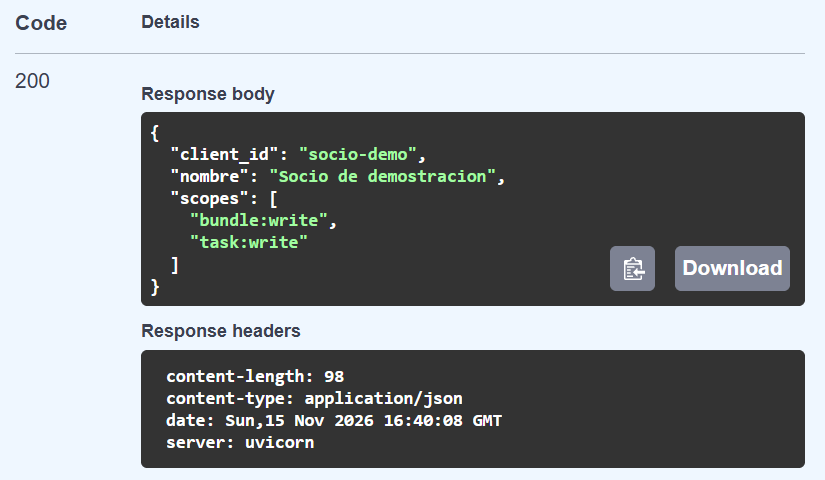 Code Details
200
Response body
{
  "client_id": "socio-demo",
  "nombre": "Socio de demostracion",
  "scopes": [
    "bundle:write",
    "task:write"
  ]
}
Download
Response headers
content-length: 98
content-type: application/json
date: Sun,15 Nov 2026 16:40:08 GMT
server: uvicorn